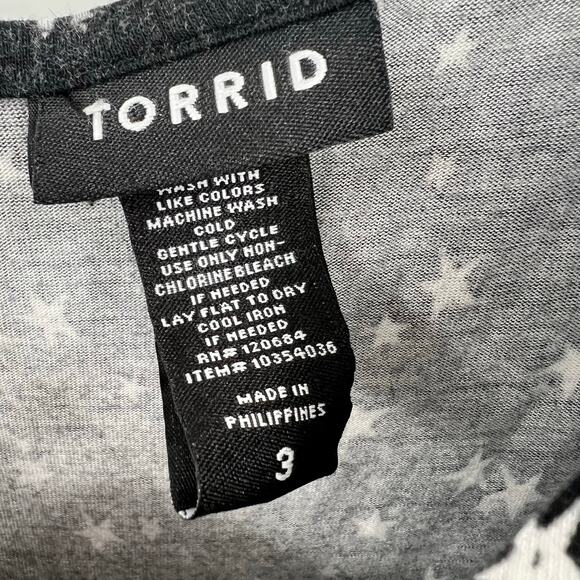 TORRID
WASH WITH
LIKE COLORS
MACHINE WASH
COLD
GENTLE CYCLE
USE ONLY NON-
CHLORINE BLEACH
IF NEEDED
LAY FLAT TO DRY
COOL IRON
IF NEEDED
RN# 120684
ITEM# 10354036
MADE IN
PHILIPPINES
3